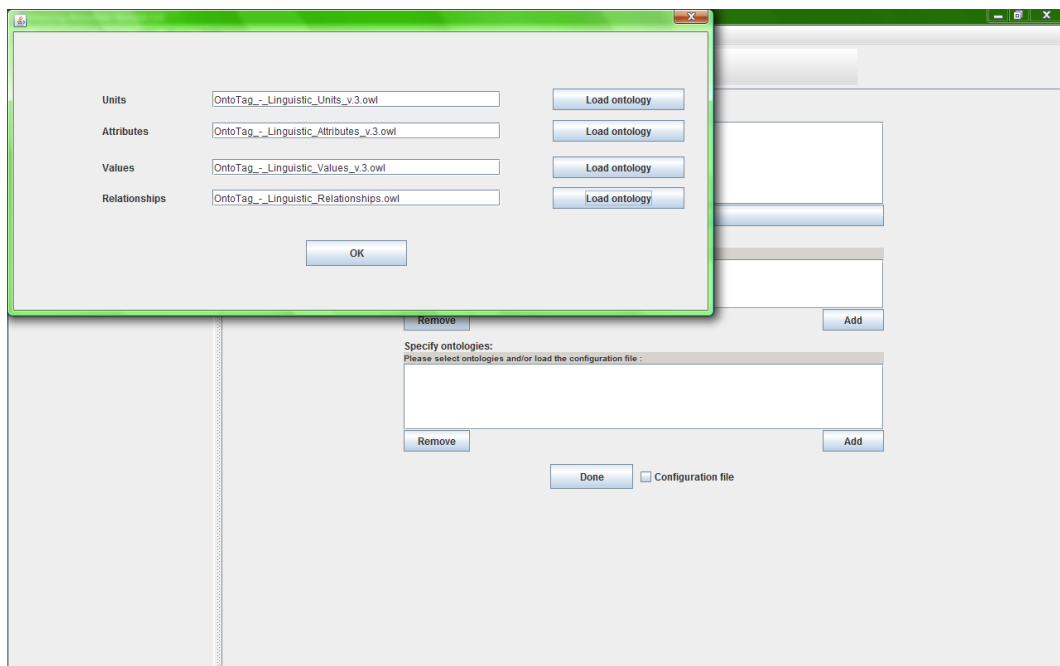 Units OntoTag_-_Linguistic_Units_v.3.owl Load ontology
Attributes OntoTag_-_Linguistic_Attributes_v.3.owl Load ontology
Values OntoTag_-_Linguistic_Values_v.3.owl Load ontology
Relationships OntoTag_-_Linguistic_Relationships.owl Load ontology
OK
Remove Add
Specify ontologies:
Please select ontologies and/or load the configuration file :
Remove Add
Done Configuration file